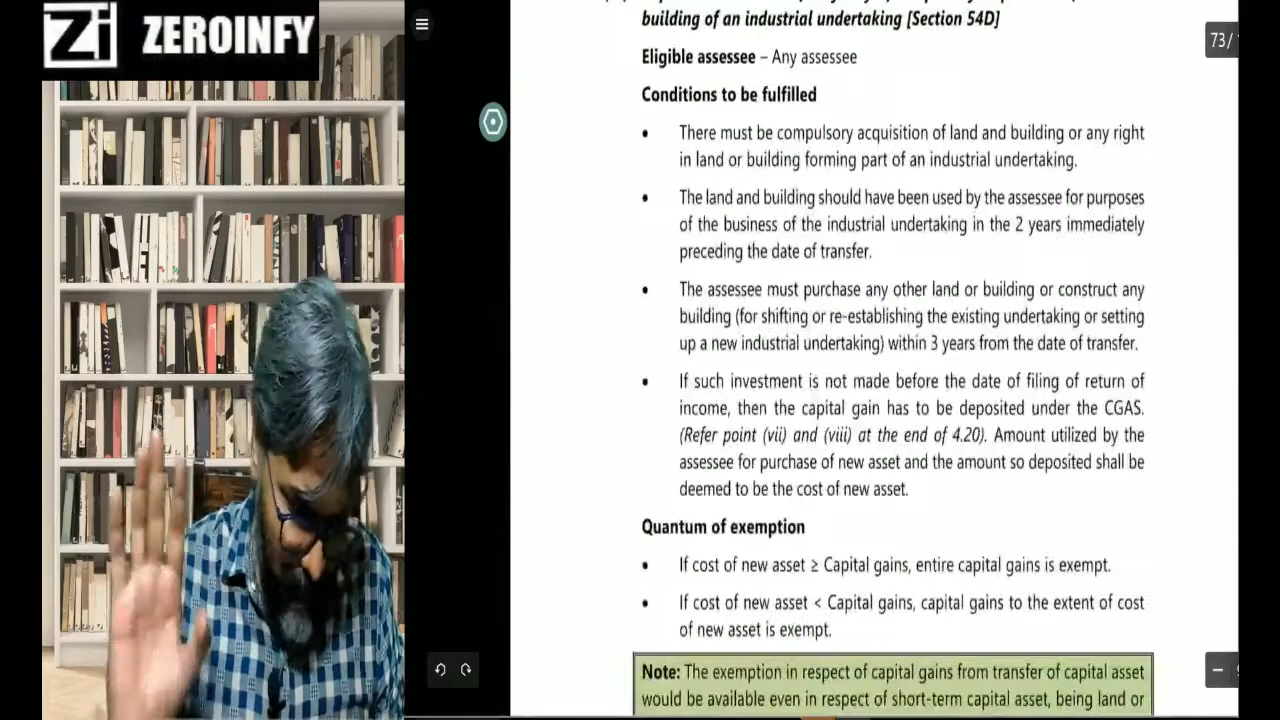 Zi ZEROINFY
73/
building of an industrial undertaking [Section 54D]
Eligible assessee – Any assessee
Conditions to be fulfilled
• There must be compulsory acquisition of land and building or any right
in land or building forming part of an industrial undertaking.
• The land and building should have been used by the assessee for purposes
of the business of the industrial undertaking in the 2 years immediately
preceding the date of transfer.
• The assessee must purchase any other land or building or construct any
building (for shifting or re-establishing the existing undertaking or setting
up a new industrial undertaking) within 3 years from the date of transfer.
• If such investment is not made before the date of filing of return of
income, then the capital gain has to be deposited under the CGAS.
(Refer point (vii) and (viii) at the end of 4.20). Amount utilized by the
assessee for purchase of new asset and the amount so deposited shall be
deemed to be the cost of new asset.
Quantum of exemption
• If cost of new asset ≥ Capital gains, entire capital gains is exempt.
• If cost of new asset < Capital gains, capital gains to the extent of cost
of new asset is exempt.
Note: The exemption in respect of capital gains from transfer of capital asset
would be available even in respect of short-term capital asset, being land or